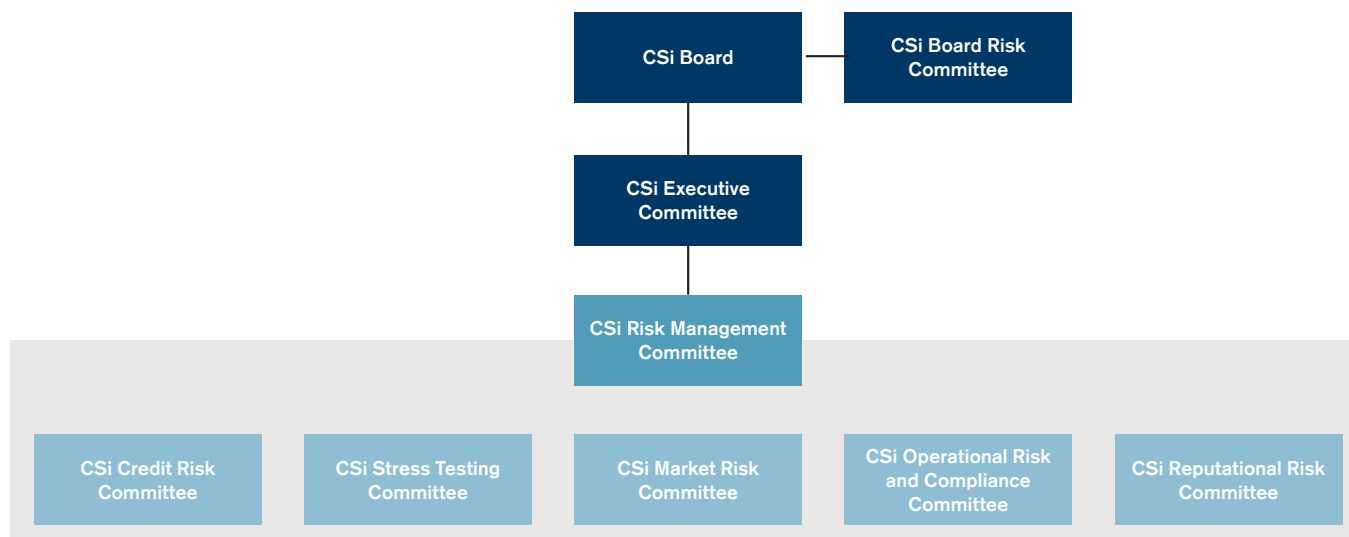 CSi Board
CSi Board Risk
Committee
CSi Executive
Committee
CSi Risk Management
Committee
CSi Credit Risk
Committee
CSi Stress Testing
Committee
CSi Market Risk
Committee
CSi Operational Risk
and Compliance
Committee
CSi Reputational Risk
Committee